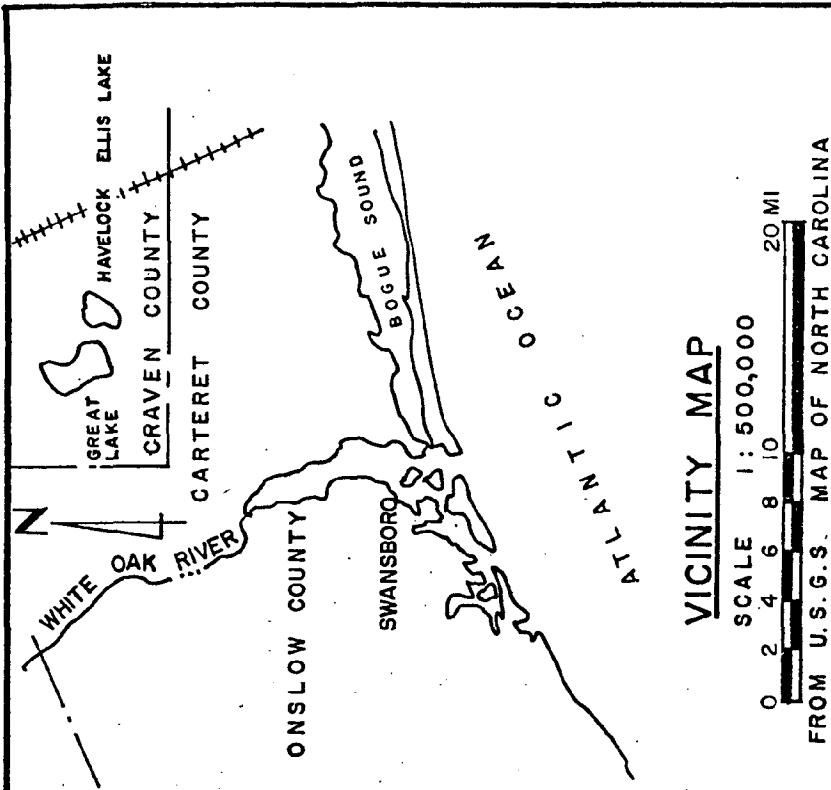 GREAT
LAKE
HAVELOCK ELLIS LAKE
CRAVEN COUNTY
CARTERET COUNTY
N
WHITE OAK RIVER
ONSLOW COUNTY
SWANSBORO
BOGUE SOUND
ATLANTIC OCEAN
VICINITY MAP
SCALE 1:500,000
0 2 4 6 8 10 20 MI
FROM U.S.G.S. MAP OF NORTH CAROLINA